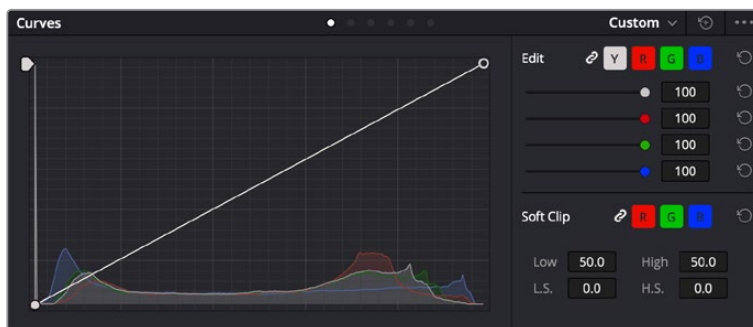 Curves
Custom
Edit Y R G B
100
100
100
100
Soft Clip R G B
Low 50.0 High 50.0
L.S. 0.0 H.S. 0.0